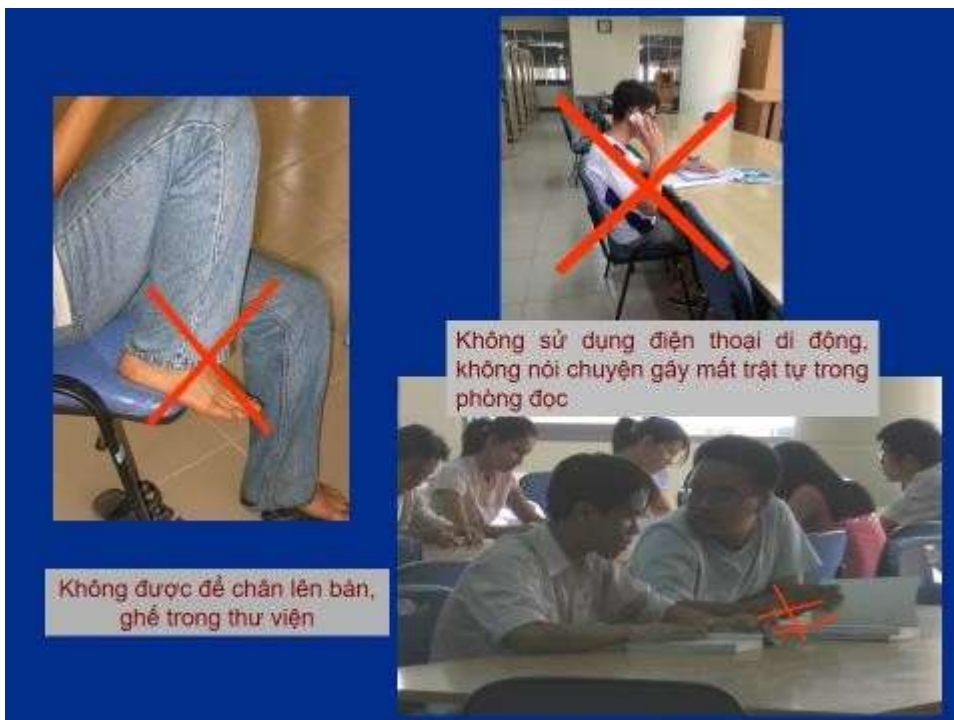 Không sử dụng điện thoại di động,
không nói chuyện gây mất trật tự trong
phòng đọc
Không được để chân lên bàn,
ghế trong thư viện